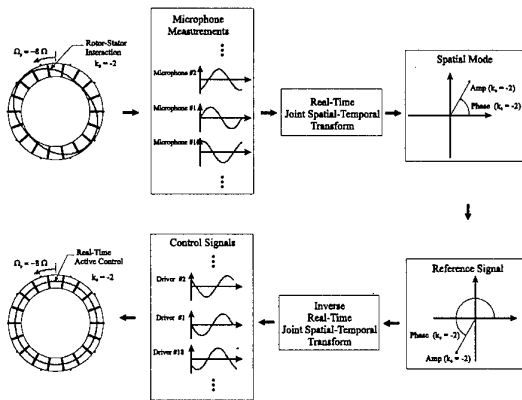 Microphone
Measurements
Ωs = -8 Ω
Rotor-Stator
Interaction
ks = -2
Microphone #2
Microphone #1
Real-Time
Joint Spatial-Temporal
Transform
Spatial Mode
Amp (ks = -2)
Phase (ks = -2)
Ωs = -8 Ω
Real-Time
Active Control
ks = -2
Control Signals
Driver #2
Driver #1
Driver #18
Inverse
Real-Time
Joint Spatial-Temporal
Transform
Reference Signal
Phase (ks = -2)
Amp (ks = -2)